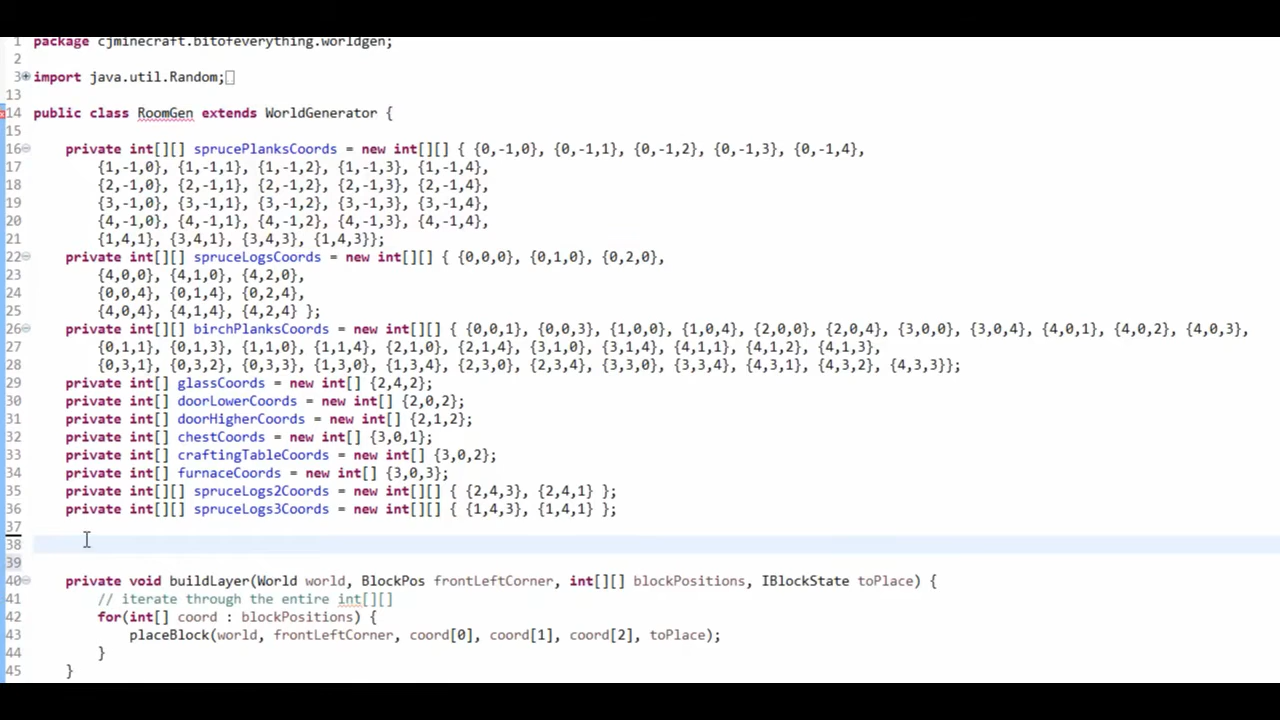 1 package cjminecraft.bitofeverything.worldgen;
2
3 import java.util.Random;
13
14 public class RoomGen extends WorldGenerator {
15
16 private int[][] sprucePlanksCoords = new int[][] { {0,-1,0}, {0,-1,1}, {0,-1,2}, {0,-1,3}, {0,-1,4},
17 {1,-1,0}, {1,-1,1}, {1,-1,2}, {1,-1,3}, {1,-1,4},
18 {2,-1,0}, {2,-1,1}, {2,-1,2}, {2,-1,3}, {2,-1,4},
19 {3,-1,0}, {3,-1,1}, {3,-1,2}, {3,-1,3}, {3,-1,4},
20 {4,-1,0}, {4,-1,1}, {4,-1,2}, {4,-1,3}, {4,-1,4},
21 {1,4,1}, {3,4,1}, {3,4,3}, {1,4,3}};
22 private int[][] spruceLogsCoords = new int[][] { {0,0,0}, {0,1,0}, {0,2,0},
23 {4,0,0}, {4,1,0}, {4,2,0},
24 {0,0,4}, {0,1,4}, {0,2,4},
25 {4,0,4}, {4,1,4}, {4,2,4} };
26 private int[][] birchPlanksCoords = new int[][] { {0,0,1}, {0,0,3}, {1,0,0}, {1,0,4}, {2,0,0}, {2,0,4}, {3,0,0}, {3,0,4}, {4,0,1}, {4,0,2}, {4,0,3},
27 {0,1,1}, {0,1,3}, {1,1,0}, {1,1,4}, {2,1,0}, {2,1,4}, {3,1,0}, {3,1,4}, {4,1,1}, {4,1,2}, {4,1,3},
28 {0,3,1}, {0,3,2}, {0,3,3}, {1,3,0}, {1,3,4}, {2,3,0}, {2,3,4}, {3,3,0}, {3,3,4}, {4,3,1}, {4,3,2}, {4,3,3}};
29 private int[] glassCoords = new int[] {2,4,2};
30 private int[] doorLowerCoords = new int[] {2,0,2};
31 private int[] doorHigherCoords = new int[] {2,1,2};
32 private int[] chestCoords = new int[] {3,0,1};
33 private int[] craftingTableCoords = new int[] {3,0,2};
34 private int[] furnaceCoords = new int[] {3,0,3};
35 private int[][] spruceLogs2Coords = new int[][] { {2,4,3}, {2,4,1} };
36 private int[][] spruceLogs3Coords = new int[][] { {1,4,3}, {1,4,1} };
37
38
39
40 private void buildLayer(World world, BlockPos frontLeftCorner, int[][] blockPositions, IBlockState toPlace) {
41 // iterate through the entire int[][]
42 for(int[] coord : blockPositions) {
43 placeBlock(world, frontLeftCorner, coord[0], coord[1], coord[2], toPlace);
44 }
45 }